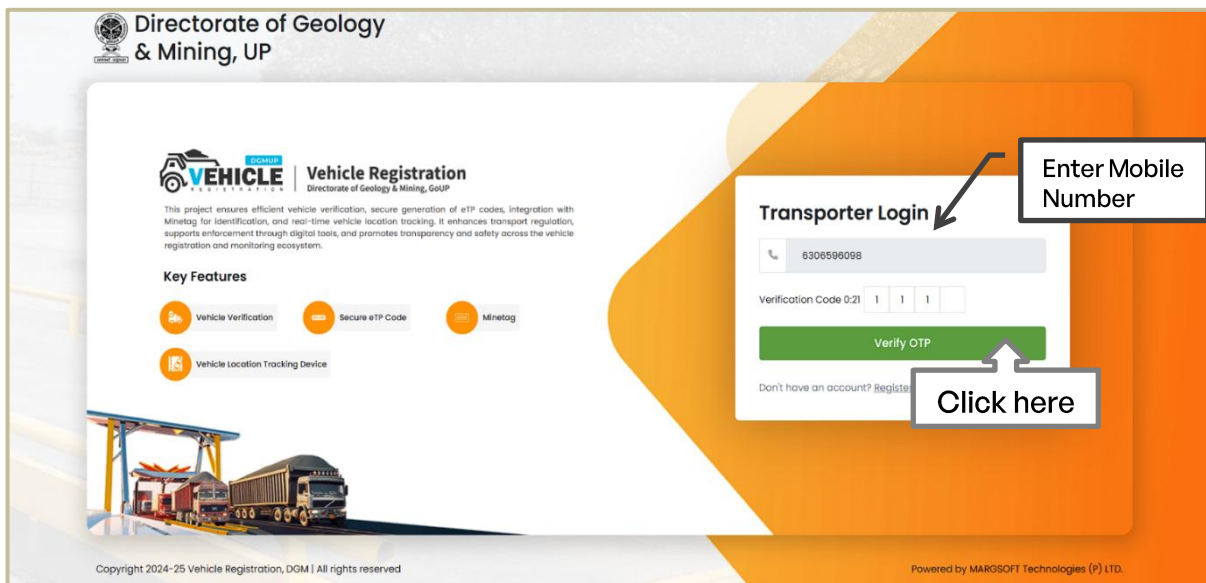 Directorate of Geology
& Mining, UP
DGMUP
VEHICLE
REGISTRATION
Vehicle Registration
Directorate of Geology & Mining, GoUP
This project ensures efficient vehicle verification, secure generation of eTP codes, integration with
Minetag for identification, and real-time vehicle location tracking. It enhances transport regulation,
supports enforcement through digital tools, and promotes transparency and safety across the vehicle
registration and monitoring ecosystem.
Key Features
Vehicle Verification
Secure eTP Code
Minetag
Vehicle Location Tracking Device
Enter Mobile
Number
Transporter Login
6306596098
Verification Code 0:21 1 1 1
Verify OTP
Don't have an account? Register
Click here
Copyright 2024-25 Vehicle Registration, DGM | All rights reserved
Powered by MARGSOFT Technologies (P) LTD.